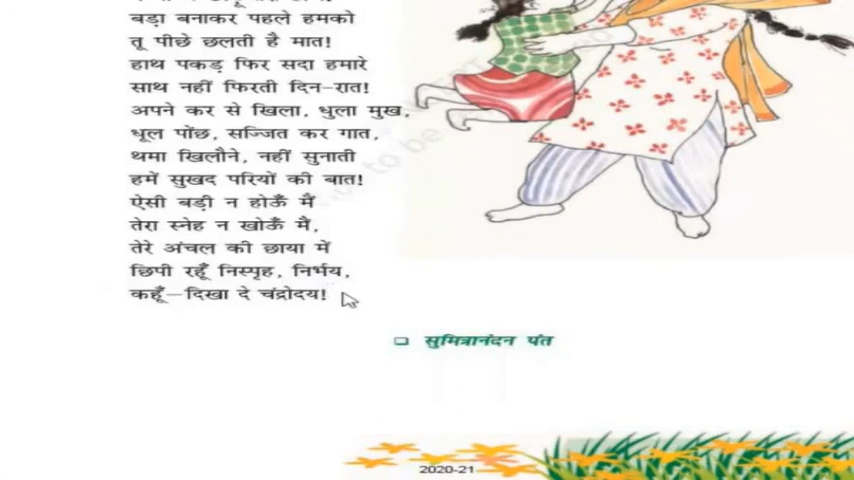 बड़ा बनाकर पहले हमको
तू पीछे छलती है मात!
हाथ पकड़ फिर सदा हमारे
साथ नहीं फिरती दिन-रात!
अपने कर से खिला, धुला मुख,
धूल पोंछ, सज्जित कर गात,
थमा खिलौने, नहीं सुनाती
हमें सुखद परियों की बात!
ऐसी बड़ी न होऊँ मैं
तेरा स्नेह न खोऊँ मैं,
तेरे अंचल की छाया में
छिपी रहूँ निस्पृह, निर्भय,
कहूँ–दिखा दे चंद्रोदय!
❑ सुमित्रानंदन पंत
2020-21